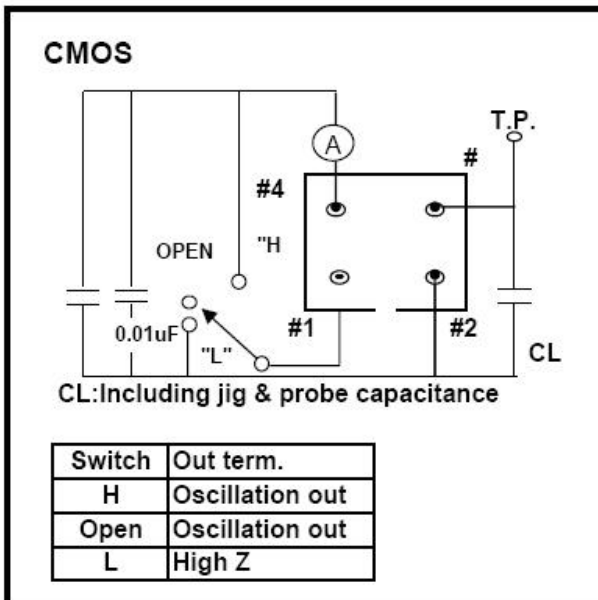 CMOS
T.P.
A
#
#4
OPEN
"H
0.01uF
"L"
#1
#2
CL
CL:Including jig & probe capacitance
Switch Out term.
H Oscillation out
Open Oscillation out
L High Z